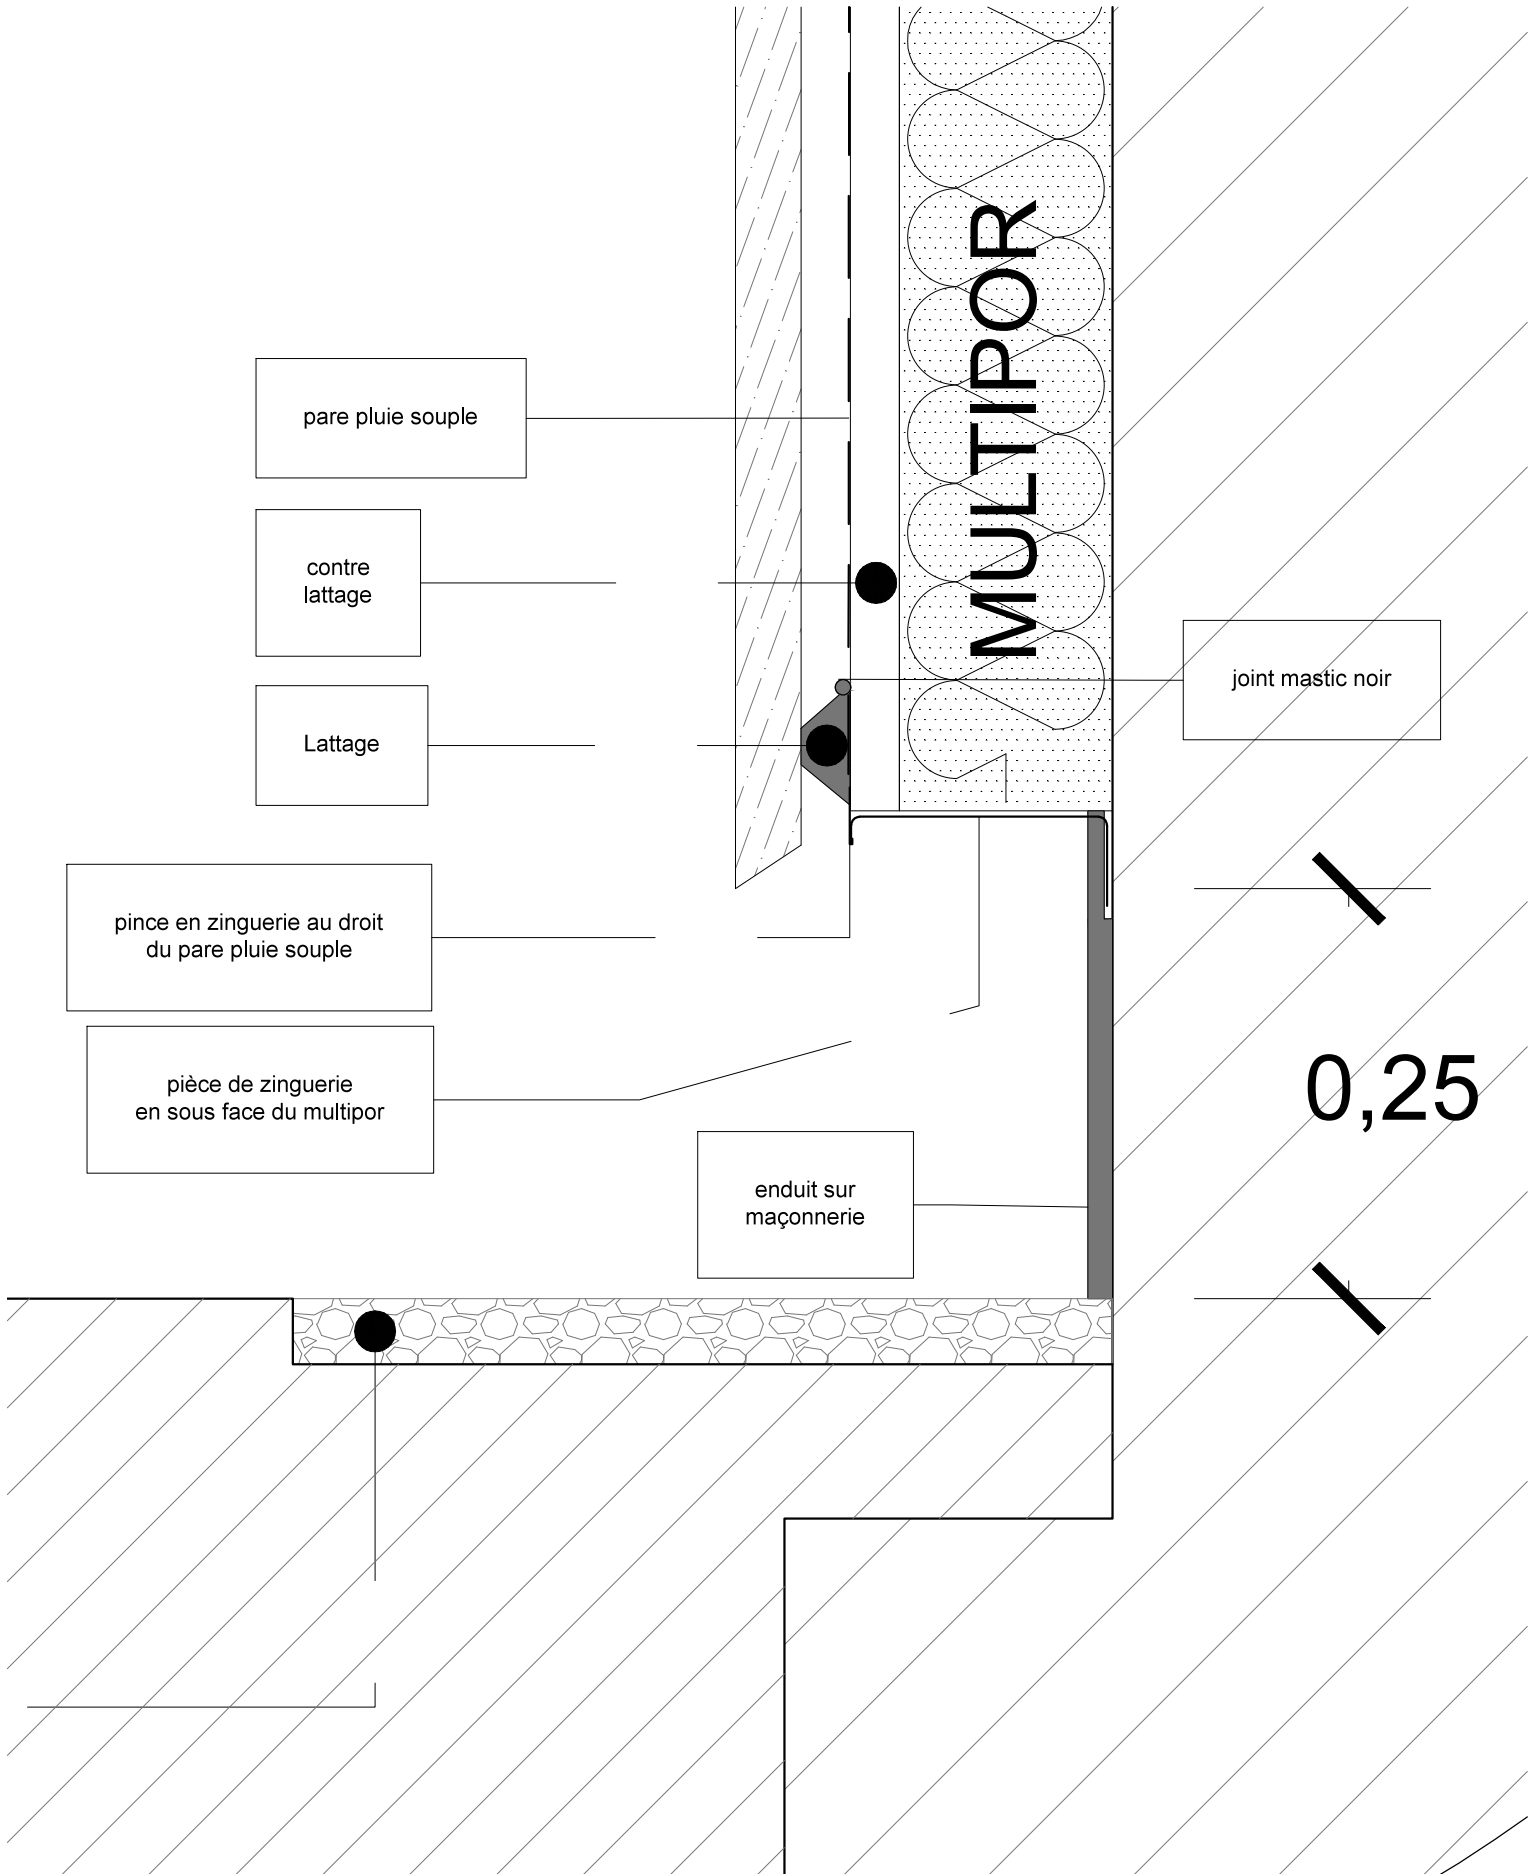 MULTIPOR
pare pluie souple
contre
lattage
joint mastic noir
Lattage
pince en zinguerie au droit
du pare pluie souple
pièce de zinguerie
en sous face du multipor
0,25
enduit sur
maçonnerie